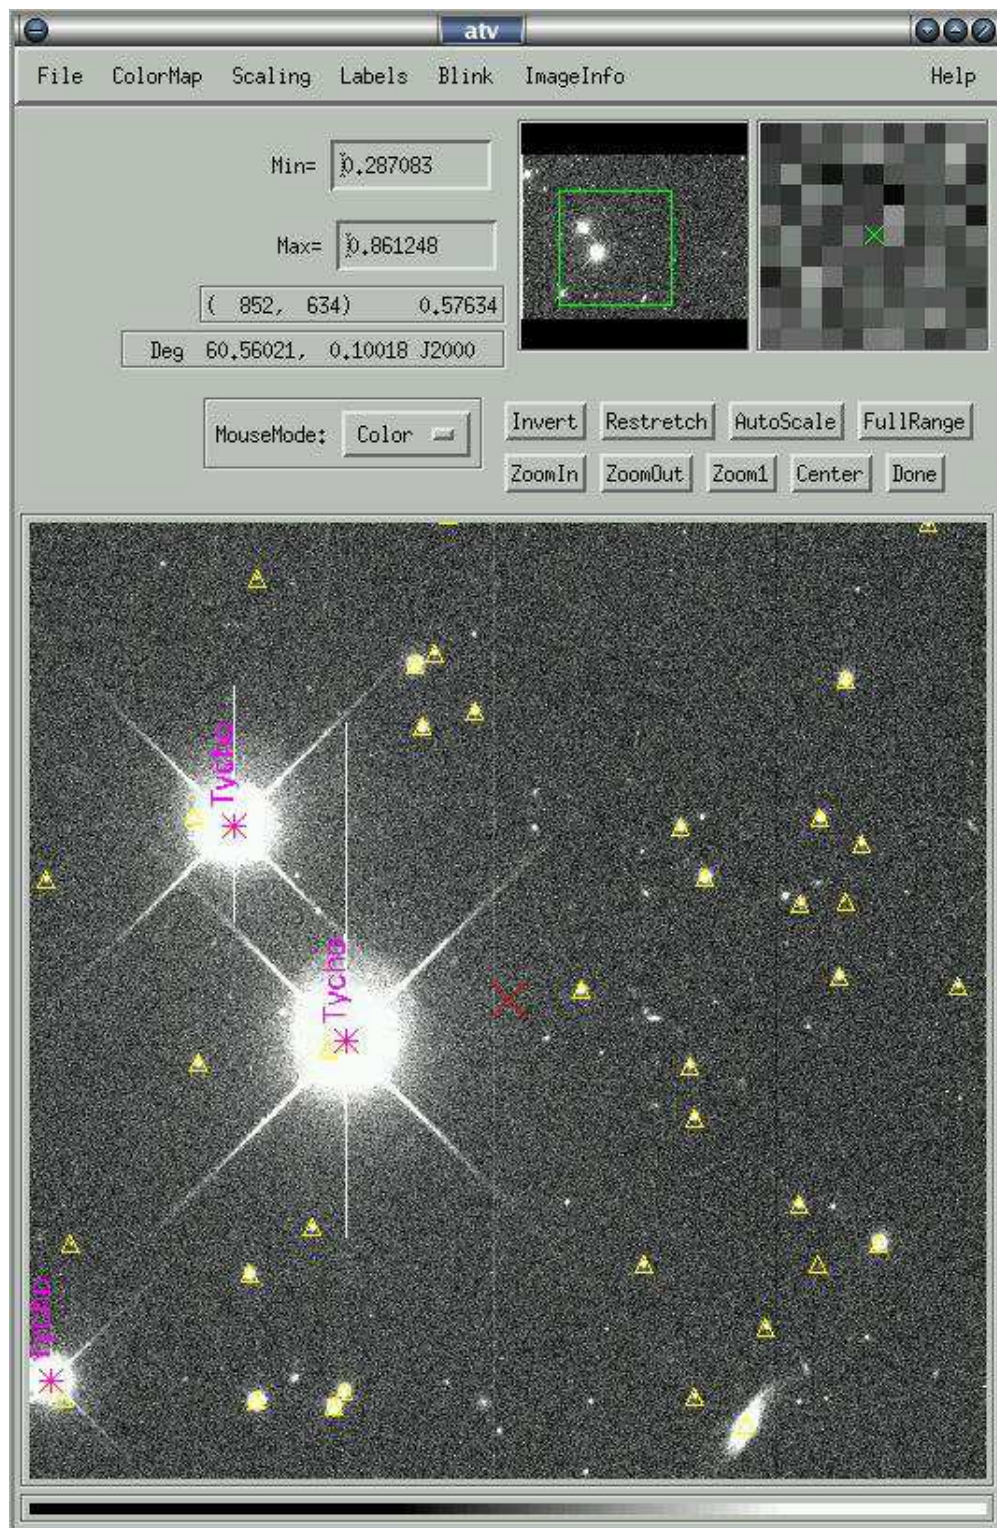 atv
File ColorMap Scaling Labels Blink ImageInfo Help
Min= 0.287083
Max= 0.861248
( 852, 634) 0.57634
Deg 60.56021, 0.10018 J2000
MouseMode: Color
Invert Restretch AutoScale FullRange
ZoomIn ZoomOut Zoom1 Center Done
Tycho
Tycho
Tycho